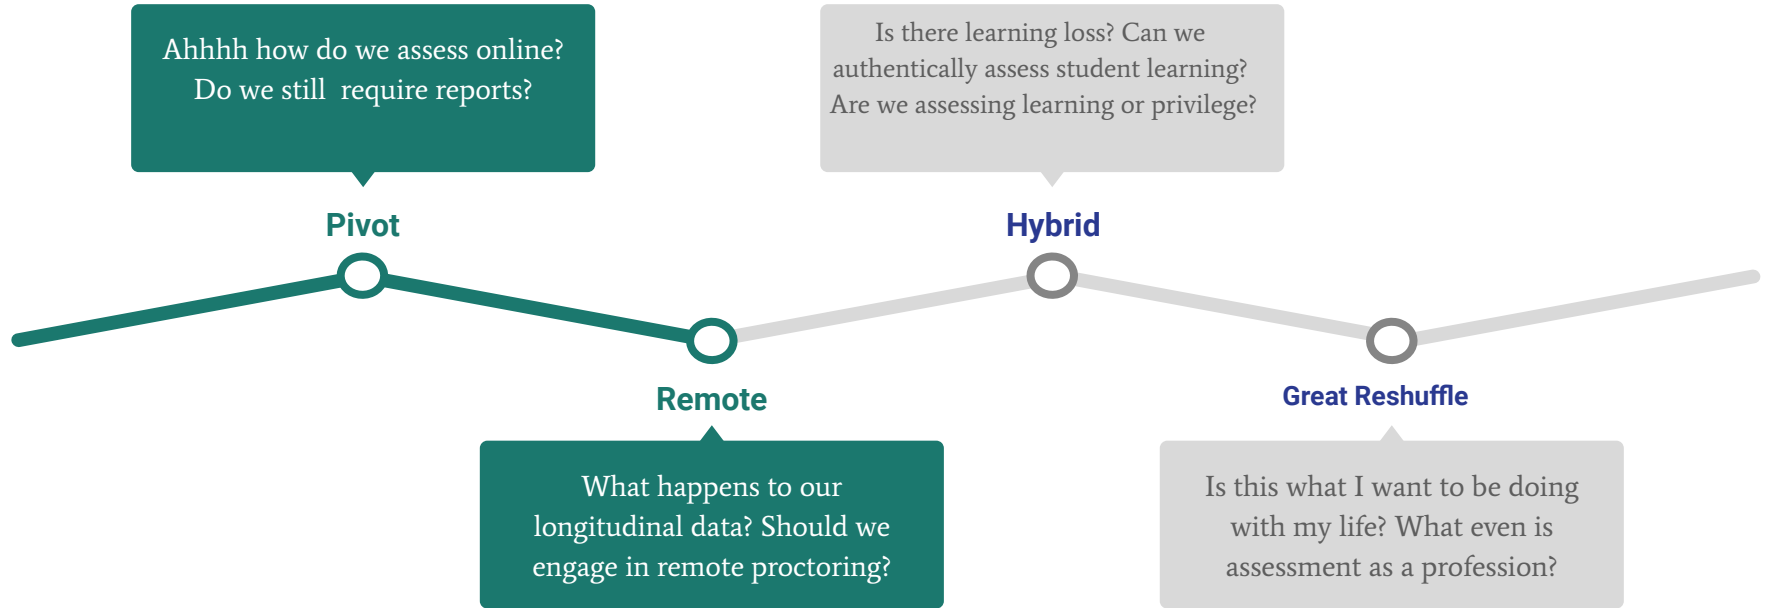 Ahhhh how do we assess online?
Do we still  require reports?
Pivot
Remote
What happens to our
longitudinal data? Should we
engage in remote proctoring?
Is there learning loss? Can we
authentically assess student learning?
Are we assessing learning or privilege?
Hybrid
Great Reshuffle
Is this what I want to be doing
with my life? What even is
assessment as a profession?